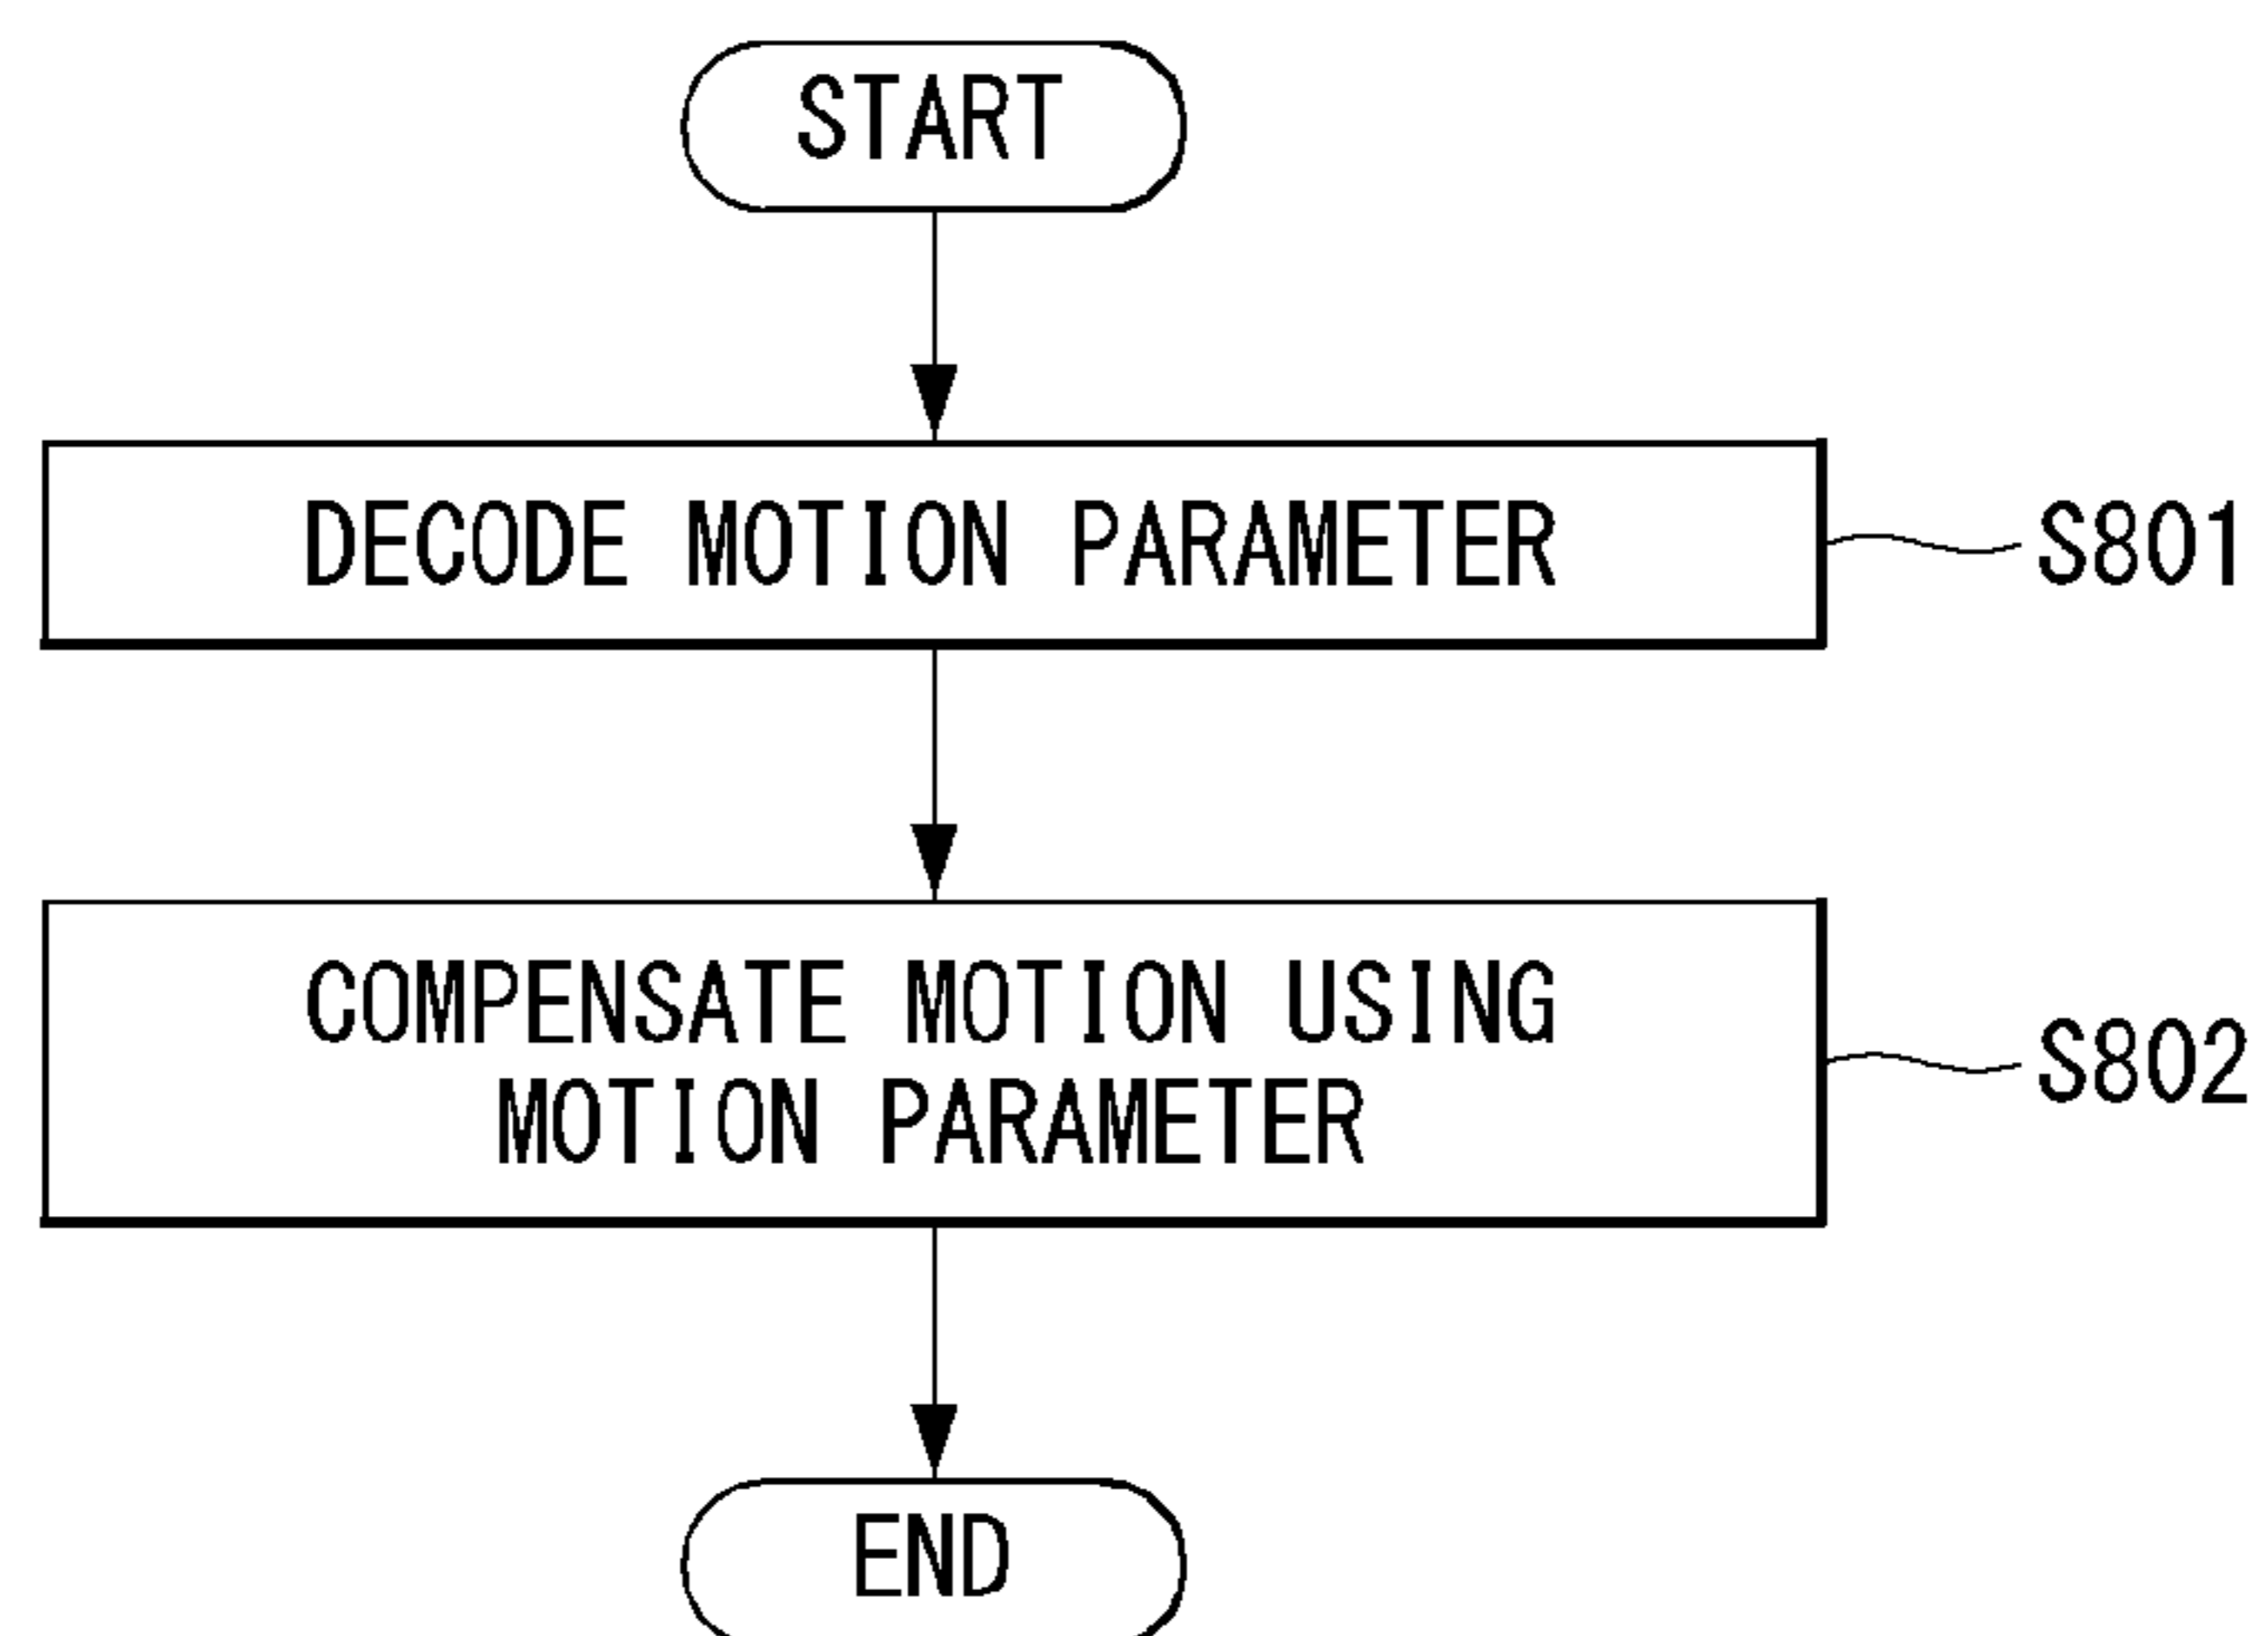 START
DECODE MOTION PARAMETER
S801
COMPENSATE MOTION USING
MOTION PARAMETER
S802
END